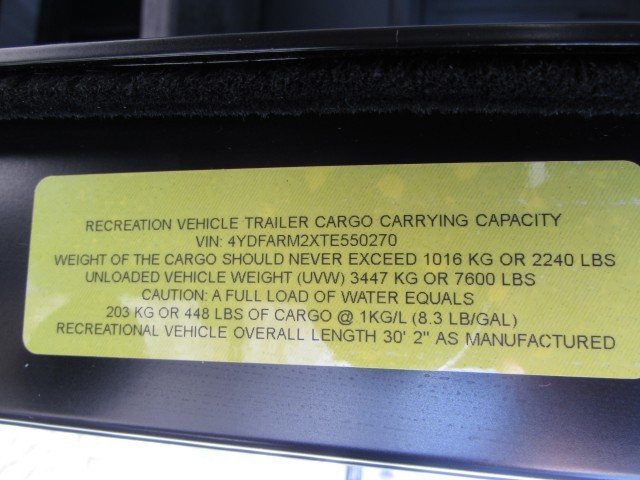 RECREATION VEHICLE TRAILER CARGO CARRYING CAPACITY
VIN: 4YDFARM2XTE550270
WEIGHT OF THE CARGO SHOULD NEVER EXCEED 1016 KG OR 2240 LBS
UNLOADED VEHICLE WEIGHT (UVW) 3447 KG OR 7600 LBS
CAUTION: A FULL LOAD OF WATER EQUALS
203 KG OR 448 LBS OF CARGO @ 1KG/L (8.3 LB/GAL)
RECREATIONAL VEHICLE OVERALL LENGTH 30' 2" AS MANUFACTURED